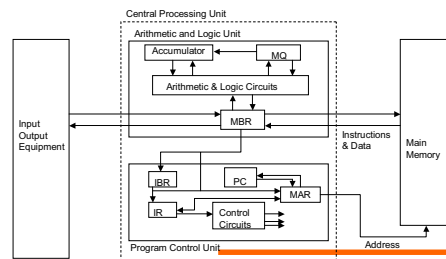 Central Processing Unit
Arithmetic and Logic Unit
Accumulator
MQ
Arithmetic & Logic Circuits
Input
Output
Equipment
MBR
Instructions
& Data
Main
Memory
IBR
PC
MAR
IR
Control
Circuits
Address
Program Control Unit